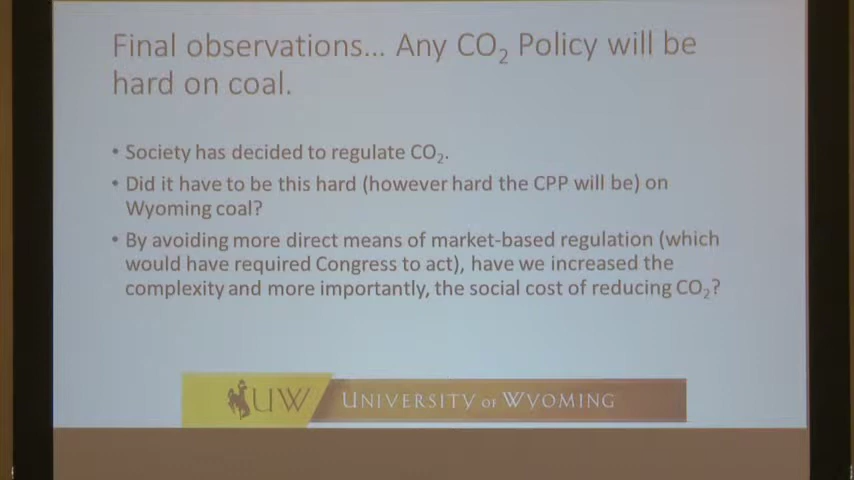 Final observations... Any CO₂ Policy will be
hard on coal.
• Society has decided to regulate CO₂.
• Did it have to be this hard (however hard the CPP will be) on
Wyoming coal?
• By avoiding more direct means of market-based regulation (which
would have required Congress to act), have we increased the
complexity and more importantly, the social cost of reducing CO₂?
UW UNIVERSITY OF WYOMING